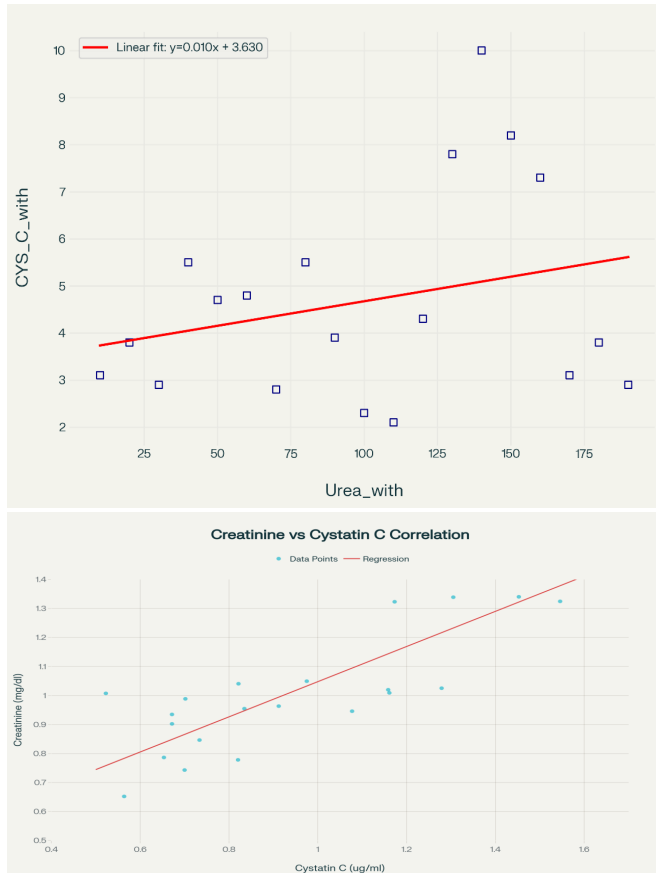 Linear fit: y=0.010x + 3.630
10
9
8
7
6
5
4
3
2
CYS_C_with
25 50 75 100 125 150 175
Urea_with
Creatinine vs Cystatin C Correlation
Data Points Regression
1.4
1.3
1.2
1.1
1
0.9
0.8
0.7
0.6
0.5
Creatinine (mg/dl)
0.4 0.6 0.8 1 1.2 1.4 1.6
Cystatin C (ug/ml)